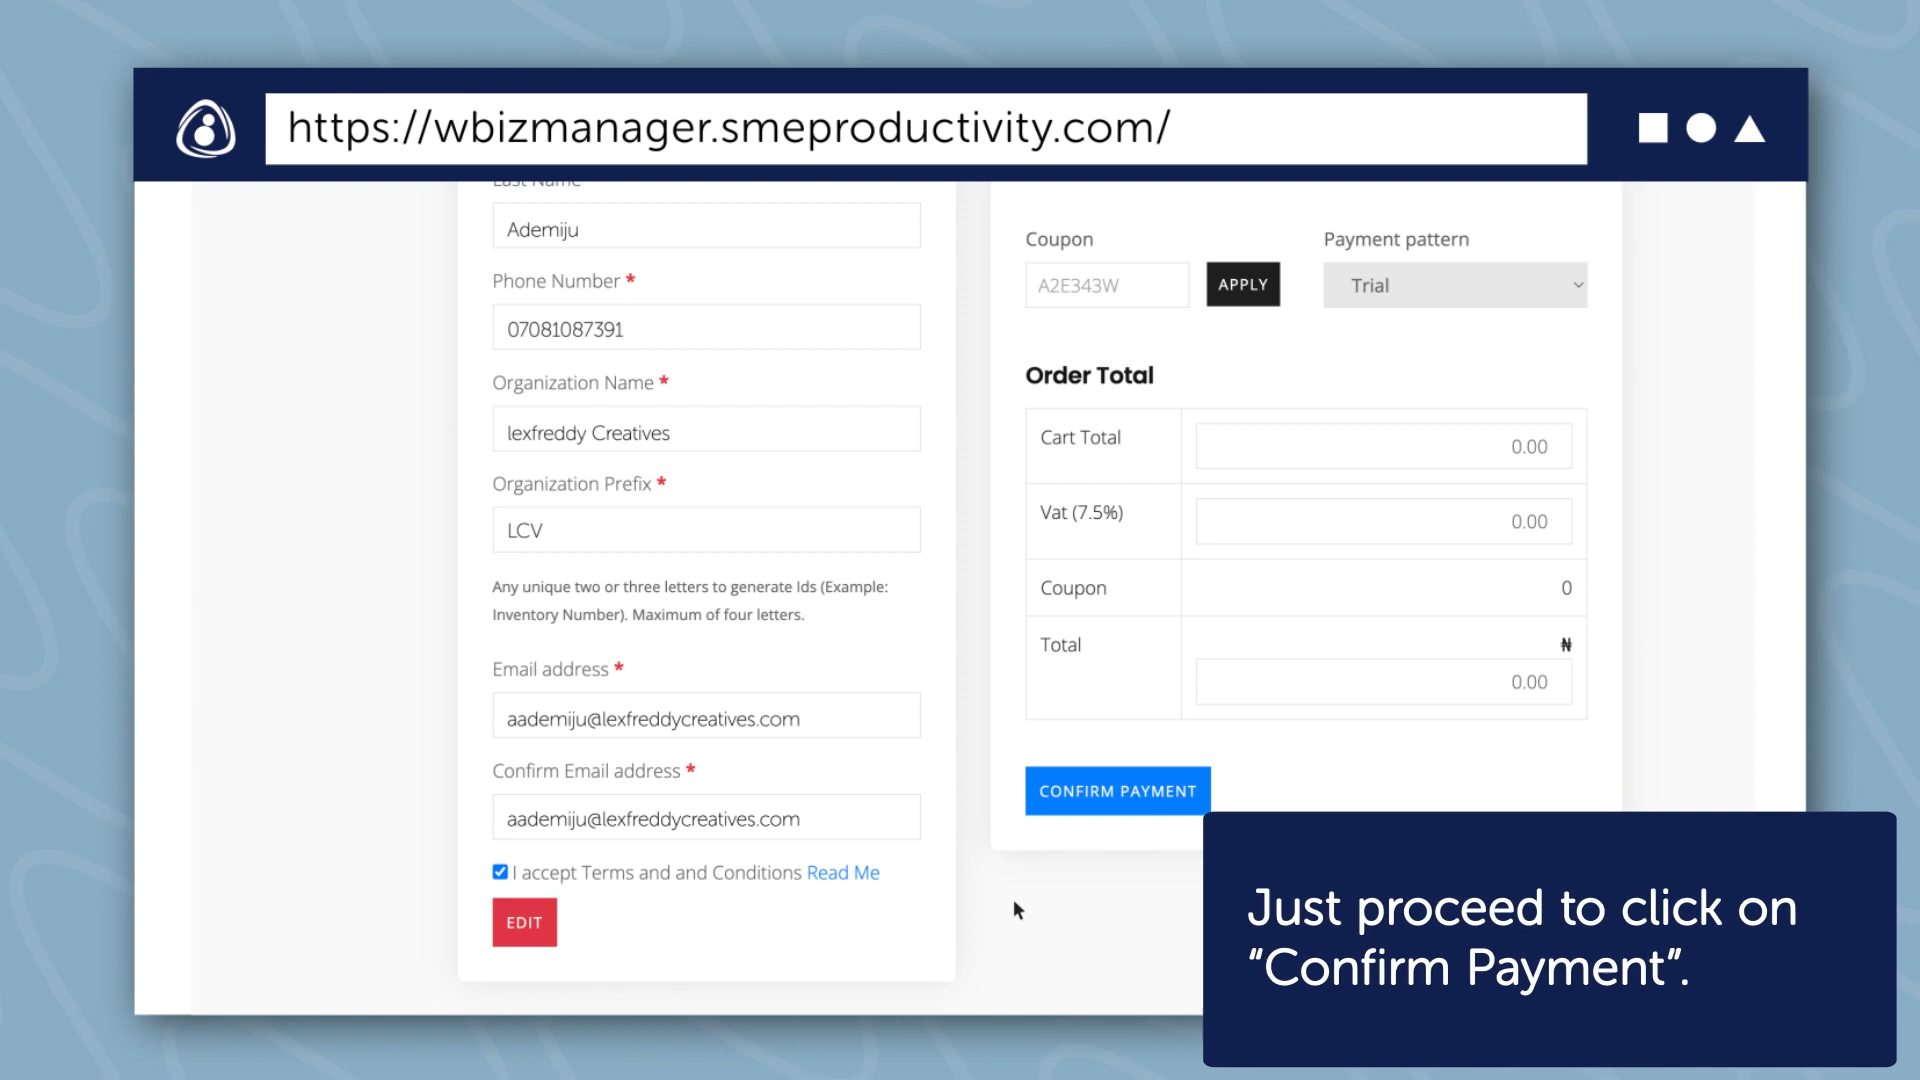 https://wbizmanager.smeproductivity.com/
Last Name
Ademiju
Phone Number *
07081087391
Organization Name *
lexfreddy Creatives
Organization Prefix *
LCV
Any unique two or three letters to generate Ids (Example:
Inventory Number). Maximum of four letters.
Email address *
aademiju@lexfreddycreatives.com
Confirm Email address *
aademiju@lexfreddycreatives.com
I accept Terms and and Conditions Read Me
EDIT
Coupon
Payment pattern
A2E343W
APPLY
Trial
Order Total
Cart Total
0.00
Vat (7.5%)
0.00
Coupon
0
Total
₦
0.00
CONFIRM PAYMENT
Just proceed to click on
“Confirm Payment”.